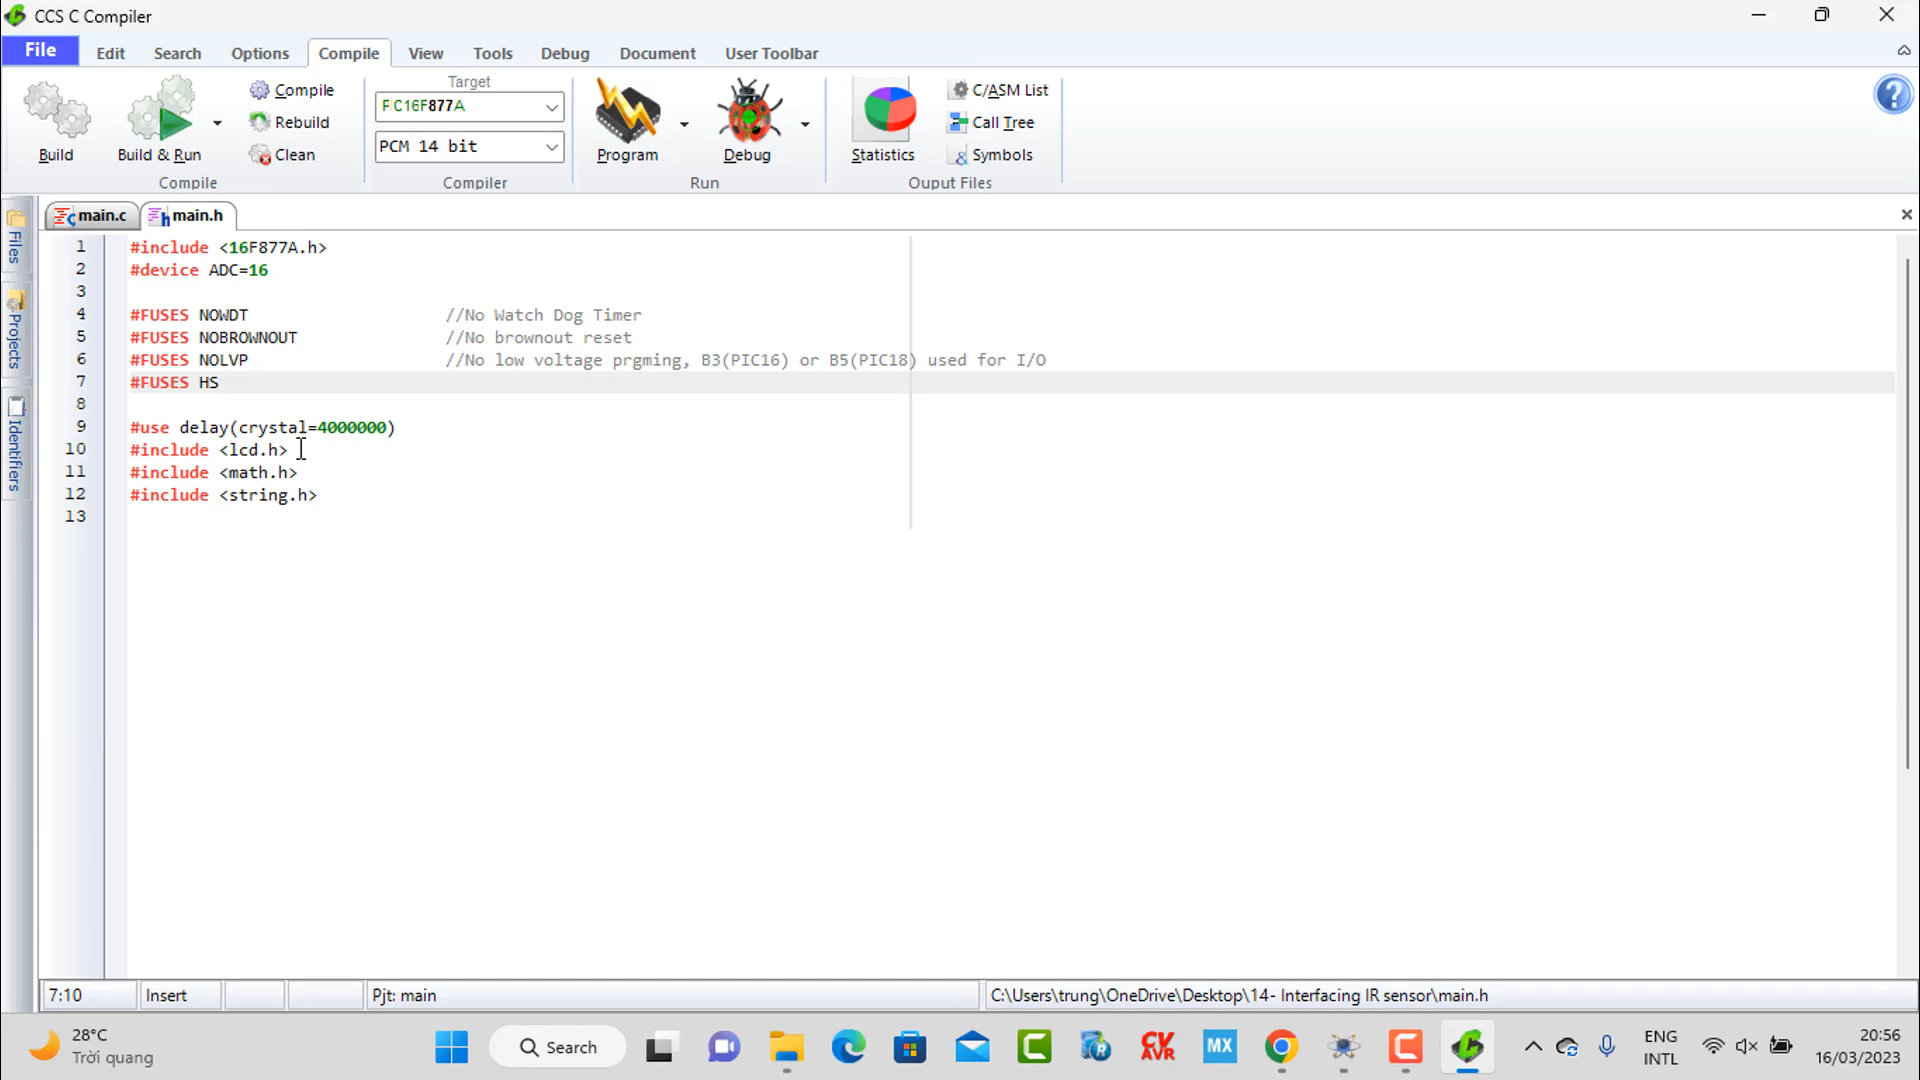 CCS C Compiler
File Edit Search Options Compile View Tools Debug Document User Toolbar
Build
Build & Run
Compile
Rebuild
Clean
Compile
Target
PIC16F877A
PCM 14 bit
Compiler
Program
Debug
Run
Statistics
C/ASM List
Call Tree
Symbols
Ouput Files
Files
Projects
Identifiers
main.c main.h
1 #include <16F877A.h>
2 #device ADC=16
3
4 #FUSES NOWDT //No Watch Dog Timer
5 #FUSES NOBROWNOUT //No brownout reset
6 #FUSES NOLVP //No low voltage prgming, B3(PIC16) or B5(PIC18) used for I/O
7 #FUSES HS
8
9 #use delay(crystal=4000000)
10 #include <lcd.h>
11 #include <math.h>
12 #include <string.h>
13
7:10 Insert Pjt: main C:\Users\trung\OneDrive\Desktop\14- Interfacing IR sensor\main.h
28°C
Trời quang
Search
CV
AVR
MX
ENG
INTL
20:56
16/03/2023